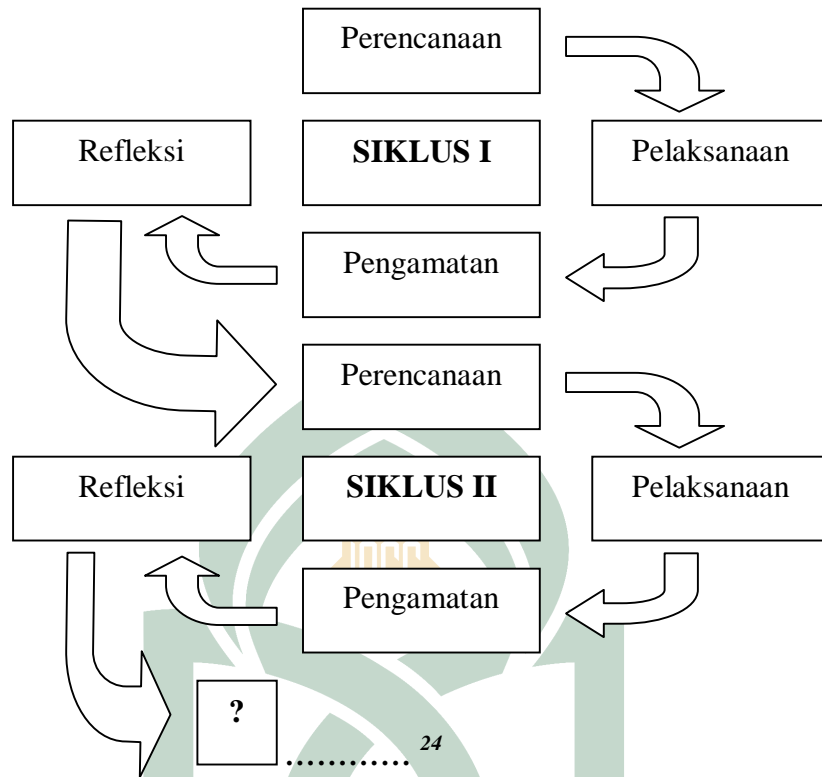 Perencanaan
Refleksi
SIKLUS I
Pelaksanaan
Pengamatan
Perencanaan
Refleksi
SIKLUS II
Pelaksanaan
Pengamatan
?
............ 24